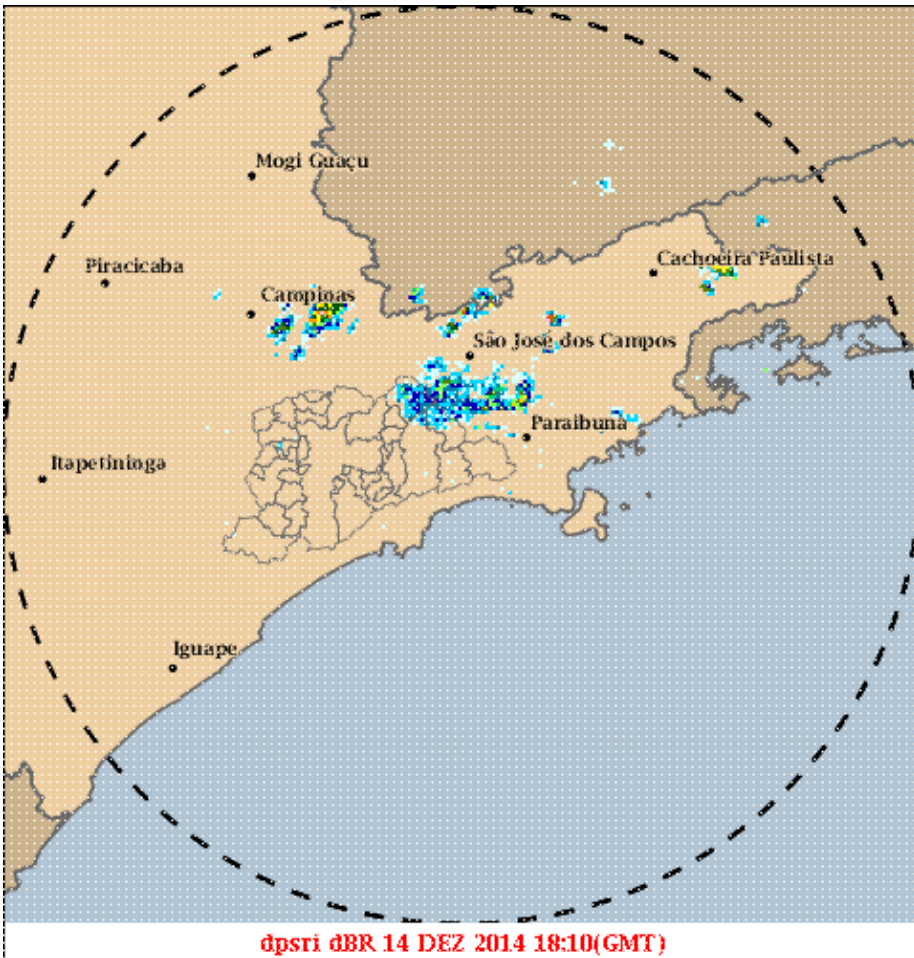 Mogi Guaçu
Piracicaba
Cachoeira Paulista
Campinas
São José dos Campos
Paraibuna
Itapetininga
Iguape
dpsri dBR 14 DEZ 2014 18:10(GMT)